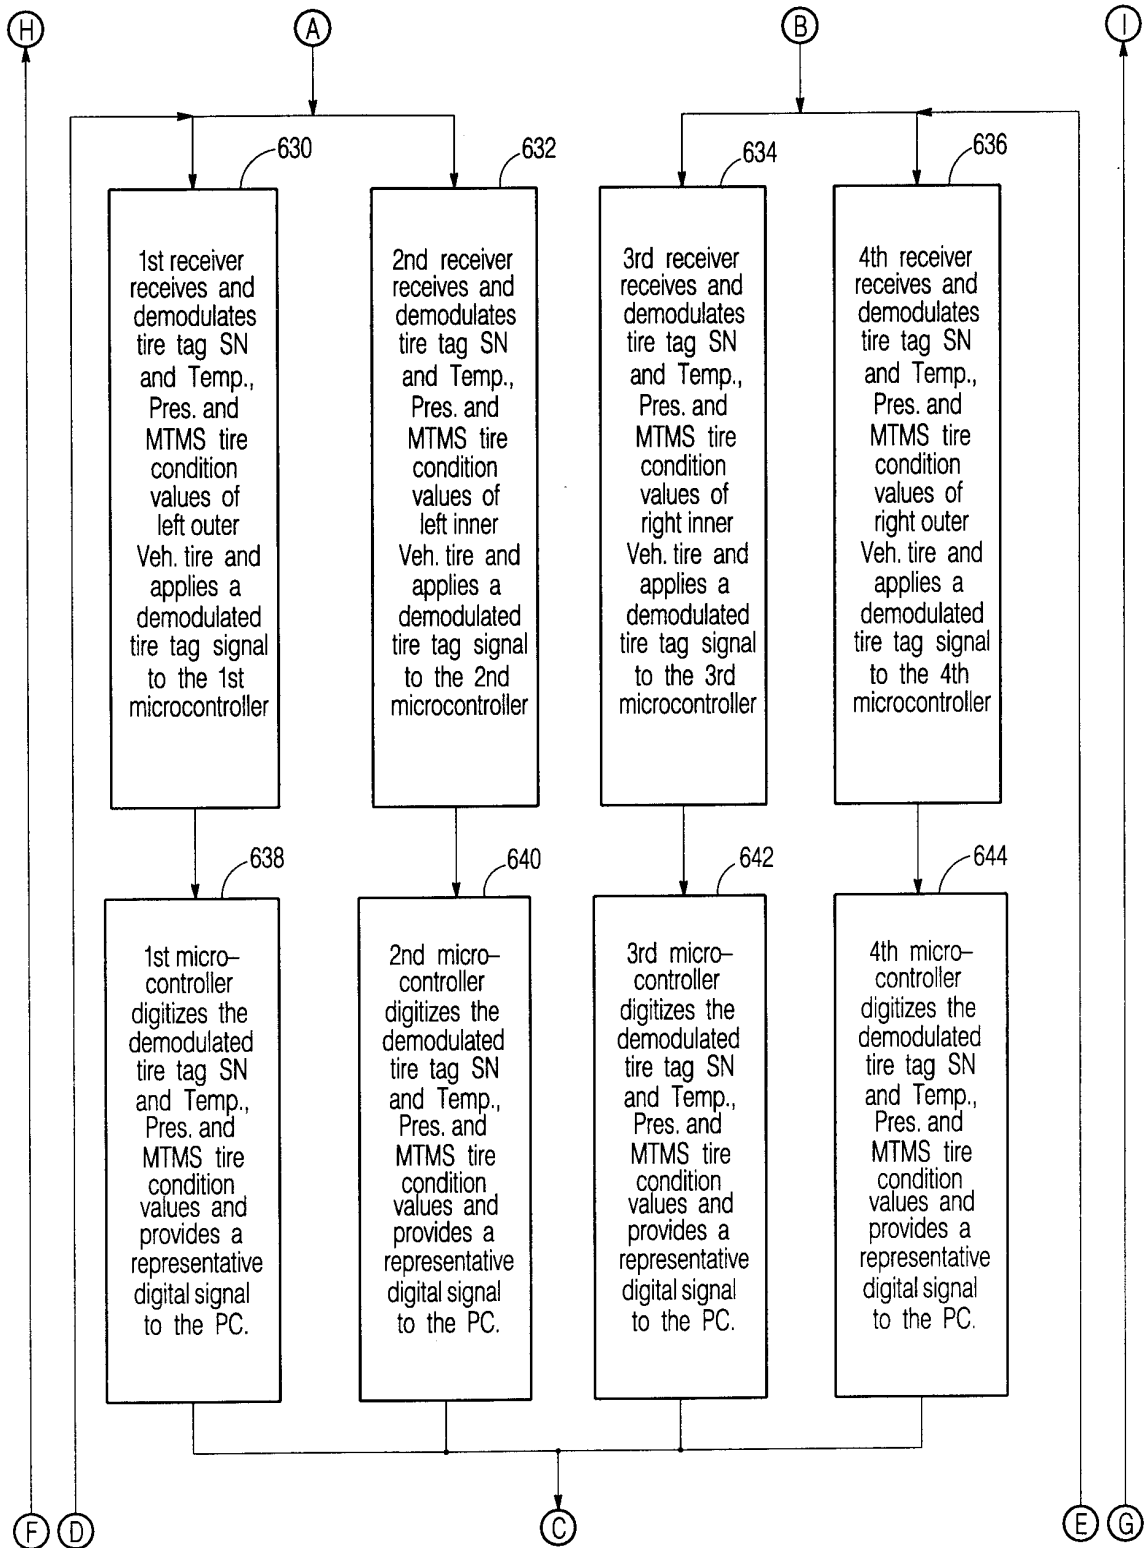 H
A
B
I
630
632
634
636
1st receiver
receives and
demodulates
tire tag SN
and Temp.,
Pres. and
MTMS tire
condition
values of
left outer
Veh. tire and
applies a
demodulated
tire tag signal
to the 1st
microcontroller
2nd receiver
receives and
demodulates
tire tag SN
and Temp.,
Pres. and
MTMS tire
condition
values of
left inner
Veh. tire and
applies a
demodulated
tire tag signal
to the 2nd
microcontroller
3rd receiver
receives and
demodulates
tire tag SN
and Temp.,
Pres. and
MTMS tire
condition
values of
right inner
Veh. tire and
applies a
demodulated
tire tag signal
to the 3rd
microcontroller
4th receiver
receives and
demodulates
tire tag SN
and Temp.,
Pres. and
MTMS tire
condition
values of
right outer
Veh. tire and
applies a
demodulated
tire tag signal
to the 4th
microcontroller
638
640
642
644
1st micro–
controller
digitizes the
demodulated
tire tag SN
and Temp.,
Pres. and
MTMS tire
condition
values and
provides a
representative
digital signal
to the PC.
2nd micro–
controller
digitizes the
demodulated
tire tag SN
and Temp.,
Pres. and
MTMS tire
condition
values and
provides a
representative
digital signal
to the PC.
3rd micro–
controller
digitizes the
demodulated
tire tag SN
and Temp.,
Pres. and
MTMS tire
condition
values and
provides a
representative
digital signal
to the PC.
4th micro–
controller
digitizes the
demodulated
tire tag SN
and Temp.,
Pres. and
MTMS tire
condition
values and
provides a
representative
digital signal
to the PC.
F
D
C
E
G